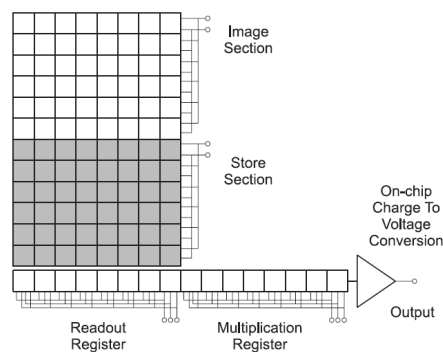 Image
Section
Store
Section
On-chip
Charge To
Voltage
Conversion
Output
Readout
Register
Multiplication
Register